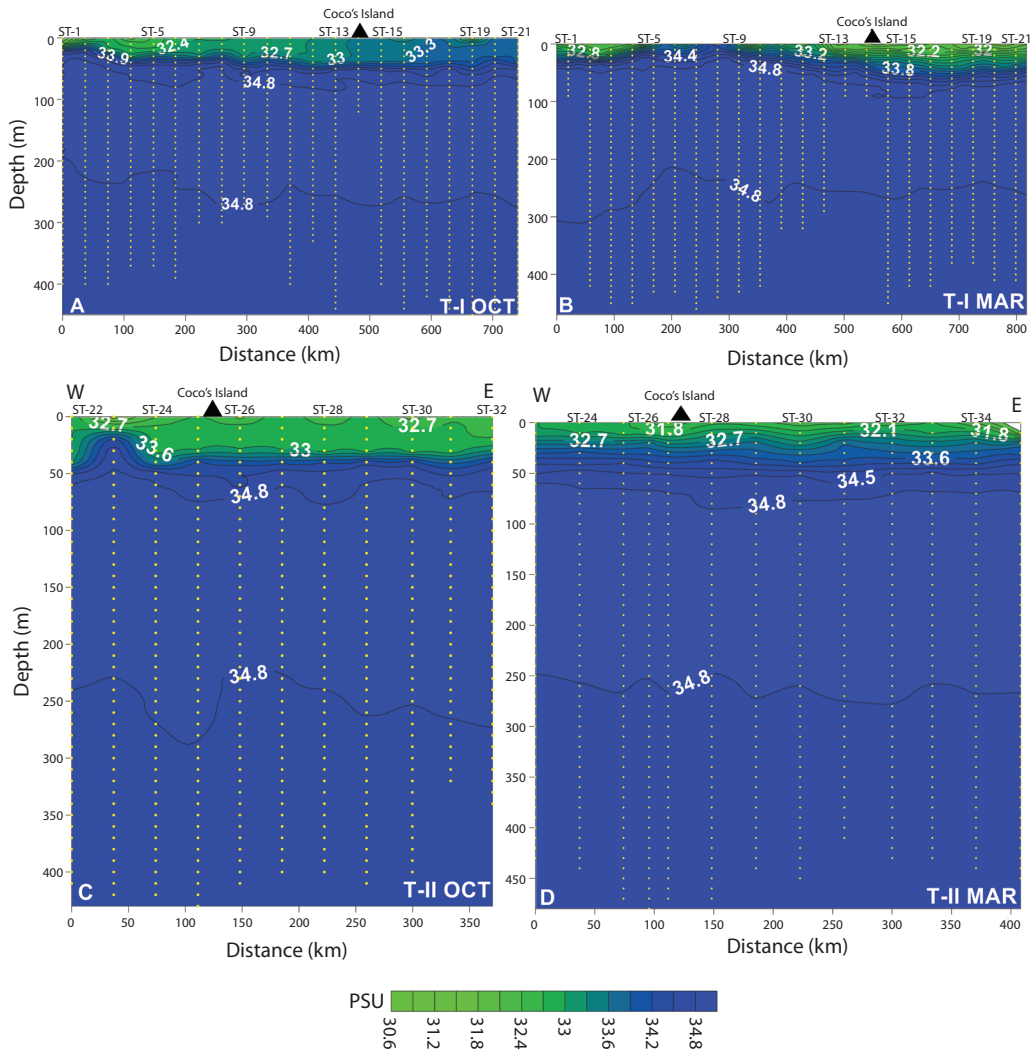 Coco's Island
ST-1 ST-5 ST-9 ST-13 ST-15 ST-19 ST-21
0
100
200
300
400
Depth (m)
32.4 32.7 33 33.3
33.9
34.8
34.8
A T-I OCT
0 100 200 300 400 500 600 700
Distance (km)
Coco's Island
ST-1 ST-5 ST-9 ST-13 ST-15 ST-19 ST-21
0
100
200
300
400
32.8 34.4 34.8 33.2 33.8 32.2 32
34.8
B T-I MAR
0 100 200 300 400 500 600 700 800
Distance (km)
W Coco's Island E
ST-22 ST-24 ST-26 ST-28 ST-30 ST-32
0
50
100
150
200
250
300
350
400
Depth (m)
32.7 33.6 33 32.7
34.8
34.8
C T-II OCT
0 50 100 150 200 250 300 350
Distance (km)
W Coco's Island E
ST-24 ST-26 ST-28 ST-30 ST-32 ST-34
0
50
100
150
200
250
300
350
400
450
31.8 32.1 31.8
32.7 32.7
33.6
34.5
34.8
34.8
D T-II MAR
0 50 100 150 200 250 300 350 400
Distance (km)
PSU
30.6 31.2 31.8 32.4 33 33.6 34.2 34.8